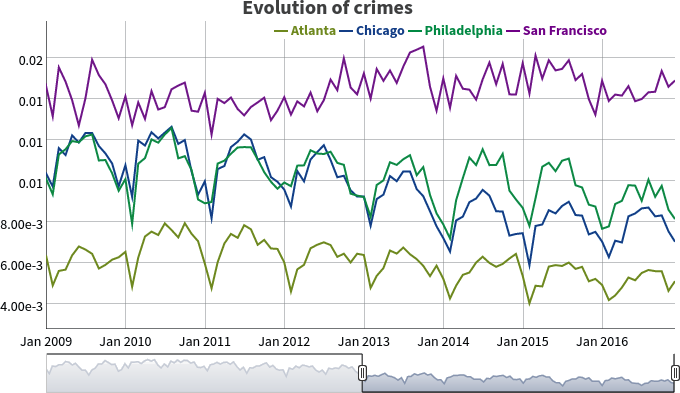 Evolution of crimes
Atlanta Chicago Philadelphia San Francisco
0.02
0.01
0.01
0.01
8.00e-3
6.00e-3
4.00e-3
Jan 2009 Jan 2010 Jan 2011 Jan 2012 Jan 2013 Jan 2014 Jan 2015 Jan 2016